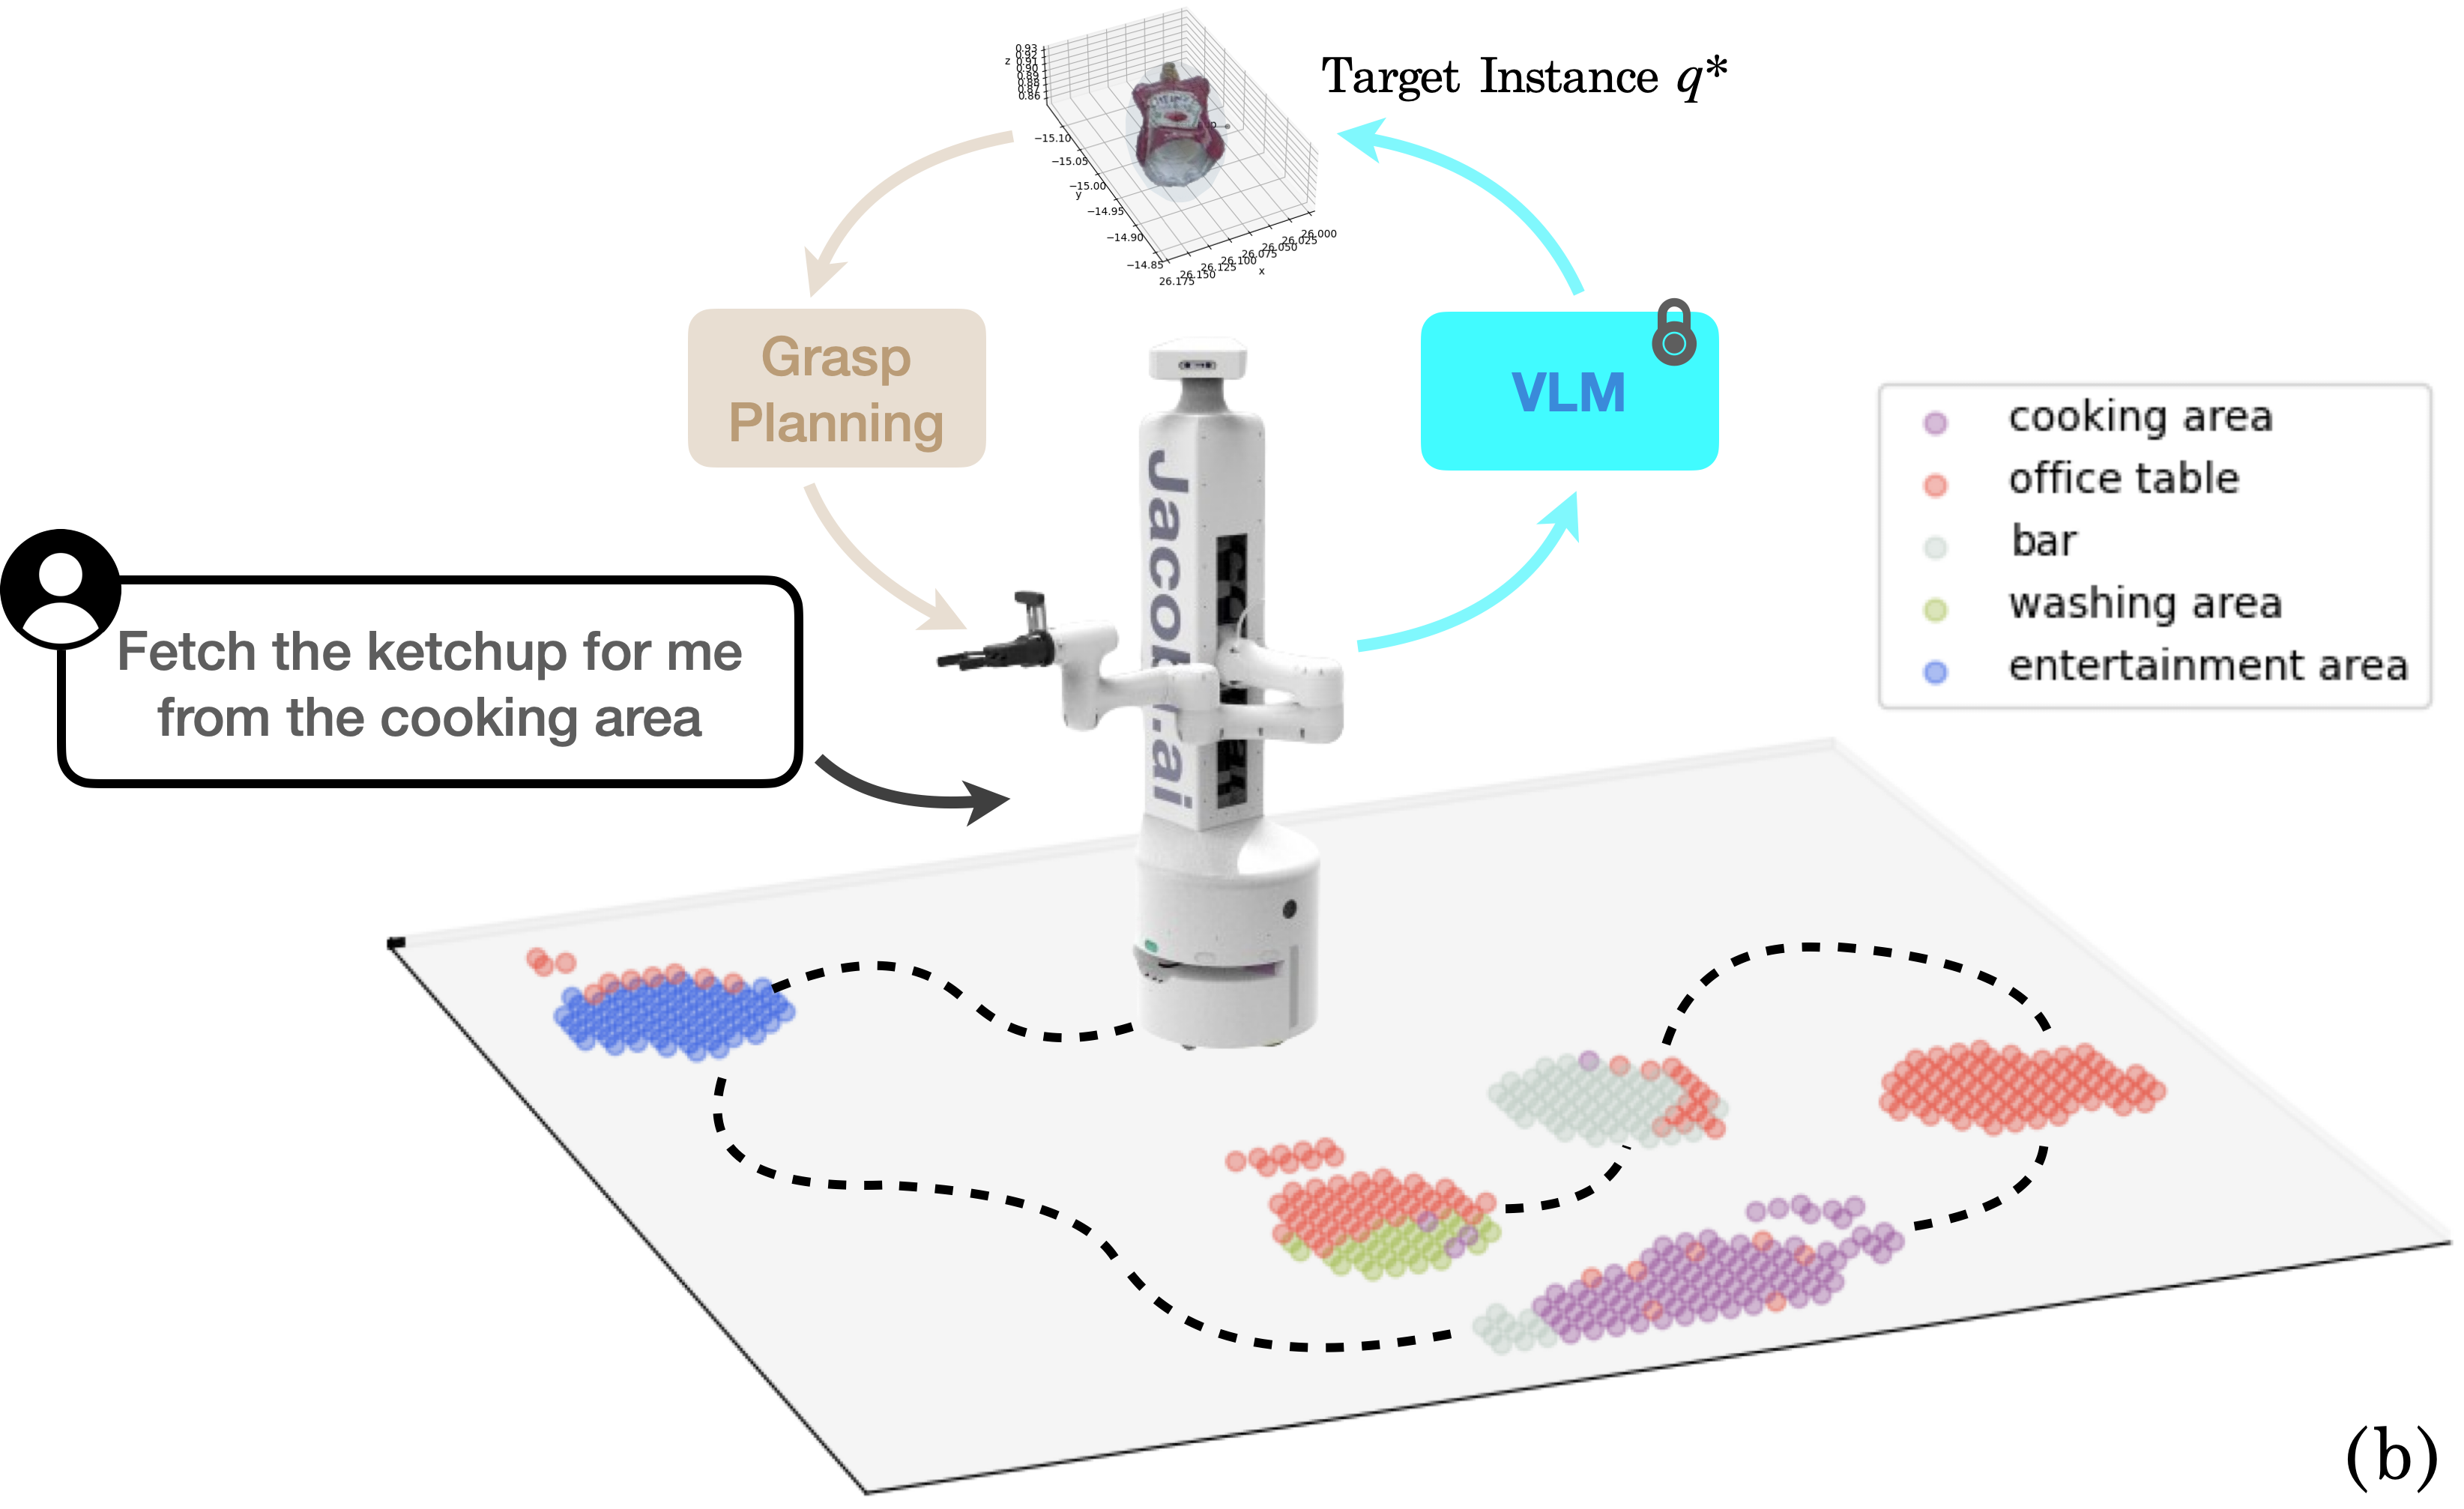 Target Instance q*
z
0.93
0.92
0.91
0.90
0.89
0.88
0.87
0.86
−15.10
−15.05
−15.00
y
−14.95
−14.90
−14.85
26.175
26.150
26.125
26.100
26.075
26.050
26.025
26.000
x
Grasp
Planning
VLM
cooking area
office table
bar
washing area
entertainment area
Fetch the ketchup for me
from the cooking area
(b)